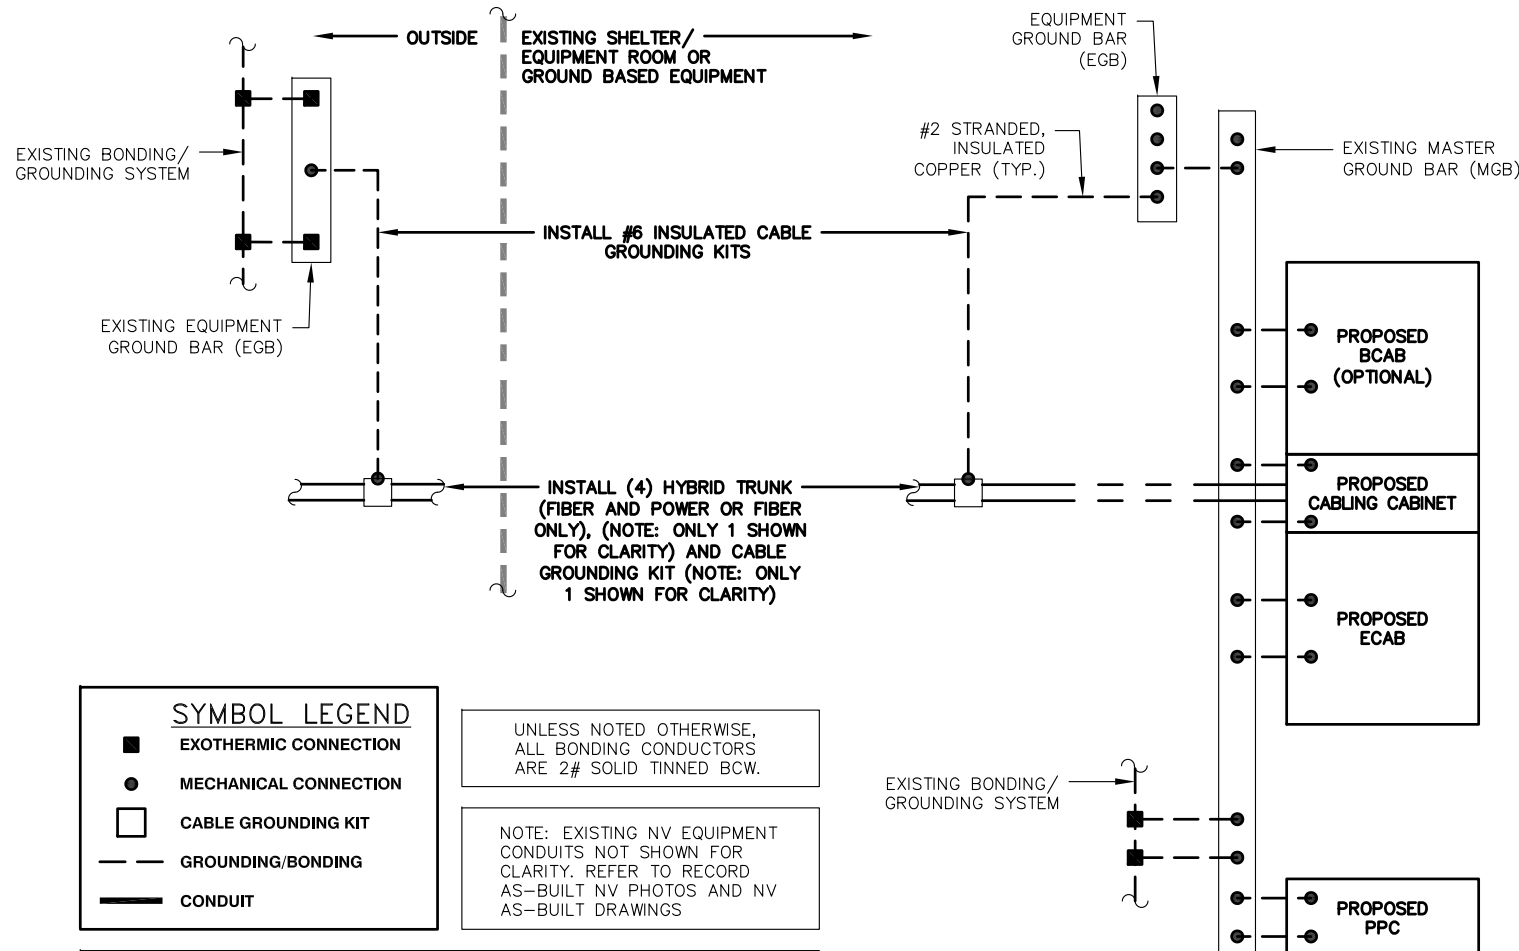 OUTSIDE
EXISTING SHELTER/
EQUIPMENT ROOM OR
GROUND BASED EQUIPMENT
EQUIPMENT
GROUND BAR
(EGB)
#2 STRANDED,
INSULATED
COPPER (TYP.)
EXISTING MASTER
GROUND BAR (MGB)
EXISTING BONDING/
GROUNDING SYSTEM
INSTALL #6 INSULATED CABLE
GROUNDING KITS
EXISTING EQUIPMENT
GROUND BAR (EGB)
PROPOSED
BCAB
(OPTIONAL)
INSTALL (4) HYBRID TRUNK
(FIBER AND POWER OR FIBER
ONLY), (NOTE: ONLY 1 SHOWN
FOR CLARITY) AND CABLE
GROUNDING KIT (NOTE: ONLY
1 SHOWN FOR CLARITY)
PROPOSED
CABLING CABINET
PROPOSED
ECAB
SYMBOL LEGEND
EXOTHERMIC CONNECTION
MECHANICAL CONNECTION
CABLE GROUNDING KIT
GROUNDING/BONDING
CONDUIT
UNLESS NOTED OTHERWISE,
ALL BONDING CONDUCTORS
ARE 2# SOLID TINNED BCW.
NOTE: EXISTING NV EQUIPMENT
CONDUITS NOT SHOWN FOR
CLARITY. REFER TO RECORD
AS-BUILT NV PHOTOS AND NV
AS-BUILT DRAWINGS
EXISTING BONDING/
GROUNDING SYSTEM
PROPOSED
PPC